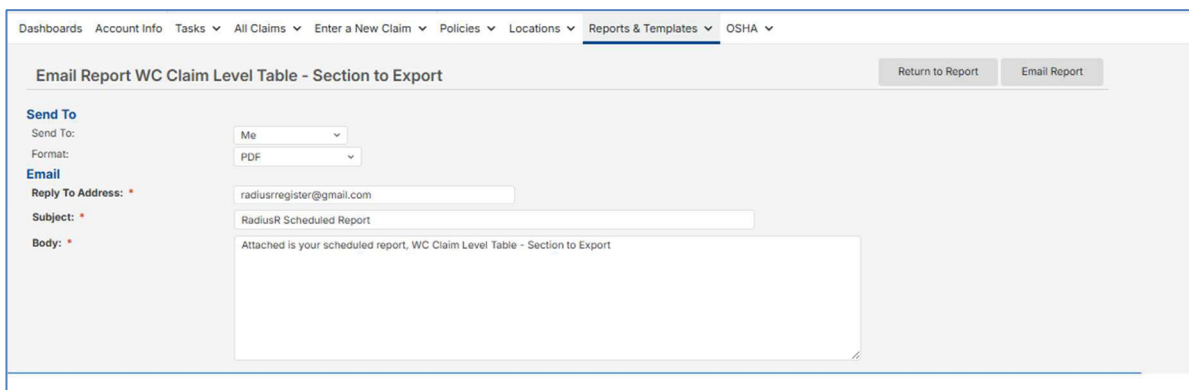 Dashboards Account Info Tasks All Claims Enter a New Claim Policies Locations Reports & Templates OSHA
Email Report WC Claim Level Table - Section to Export Return to Report Email Report
Send To
Send To: Me
Format: PDF
Email
Reply To Address: * radiusrregister@gmail.com
Subject: * RadiusR Scheduled Report
Body: * Attached is your scheduled report, WC Claim Level Table - Section to Export